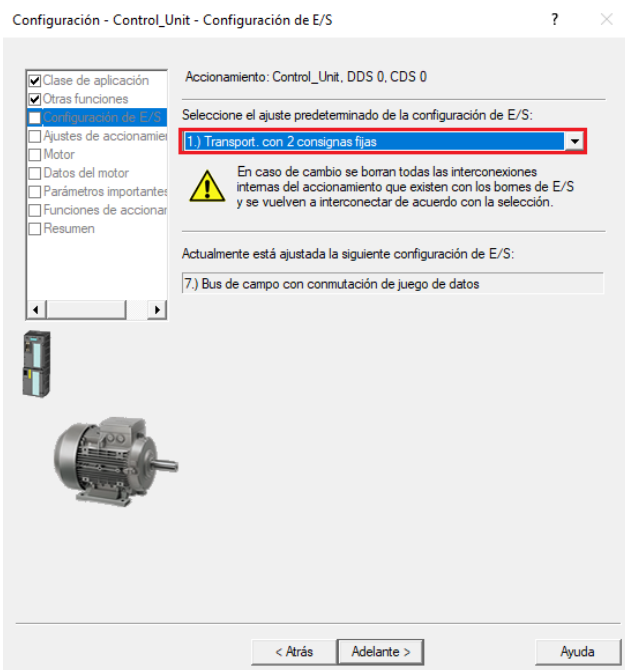 Configuración - Control_Unit - Configuración de E/S ? ×
Clase de aplicación
Otras funciones
Configuración de E/S
Ajustes de accionamier
Motor
Datos del motor
Parámetros importantes
Funciones de accionar
Resumen
Accionamiento: Control_Unit, DDS 0, CDS 0
Seleccione el ajuste predeterminado de la configuración de E/S:
1.) Transport. con 2 consignas fijas
En caso de cambio se borran todas las interconexiones
internas del accionamiento que existen con los bornes de E/S
y se vuelven a interconectar de acuerdo con la selección.
Actualmente está ajustada la siguiente configuración de E/S:
7.) Bus de campo con conmutación de juego de datos
< Atrás Adelante > Ayuda